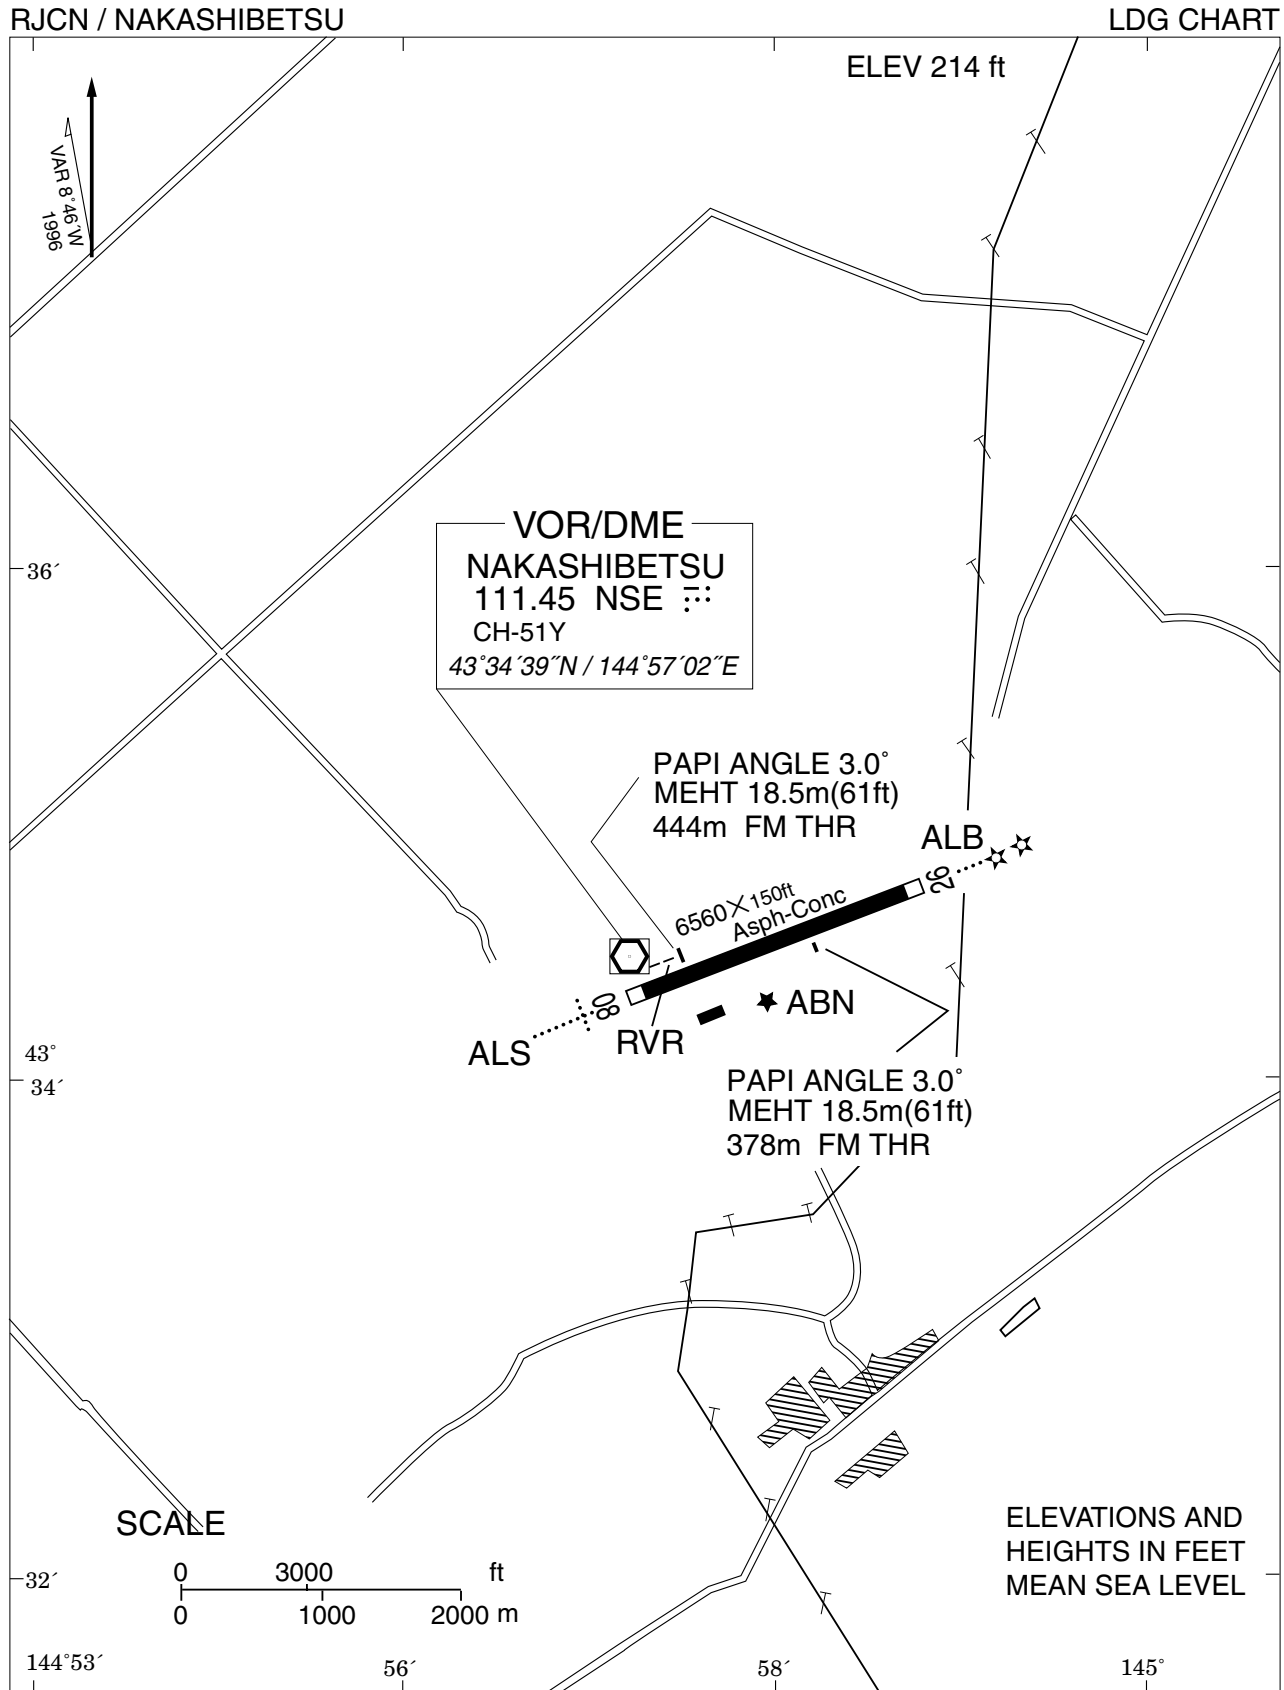 RJCN / NAKASHIBETSU
LDG CHART
ELEV 214 ft
VAR 8˚46´W
1996
VOR/DME
NAKASHIBETSU
111.45 NSE
CH-51Y
43˚34´39˝N / 144˚57´02˝E
36´
PAPI ANGLE 3.0˚
MEHT 18.5m(61ft)
444m FM THR
ALB
26
6560×150ft
Asph-Conc
08
ABN
RVR
ALS
43˚
34´
PAPI ANGLE 3.0˚
MEHT 18.5m(61ft)
378m FM THR
SCALE
0 3000 ft
0 1000 2000 m
ELEVATIONS AND
HEIGHTS IN FEET
MEAN SEA LEVEL
32´
144˚53´ 56´ 58´ 145˚